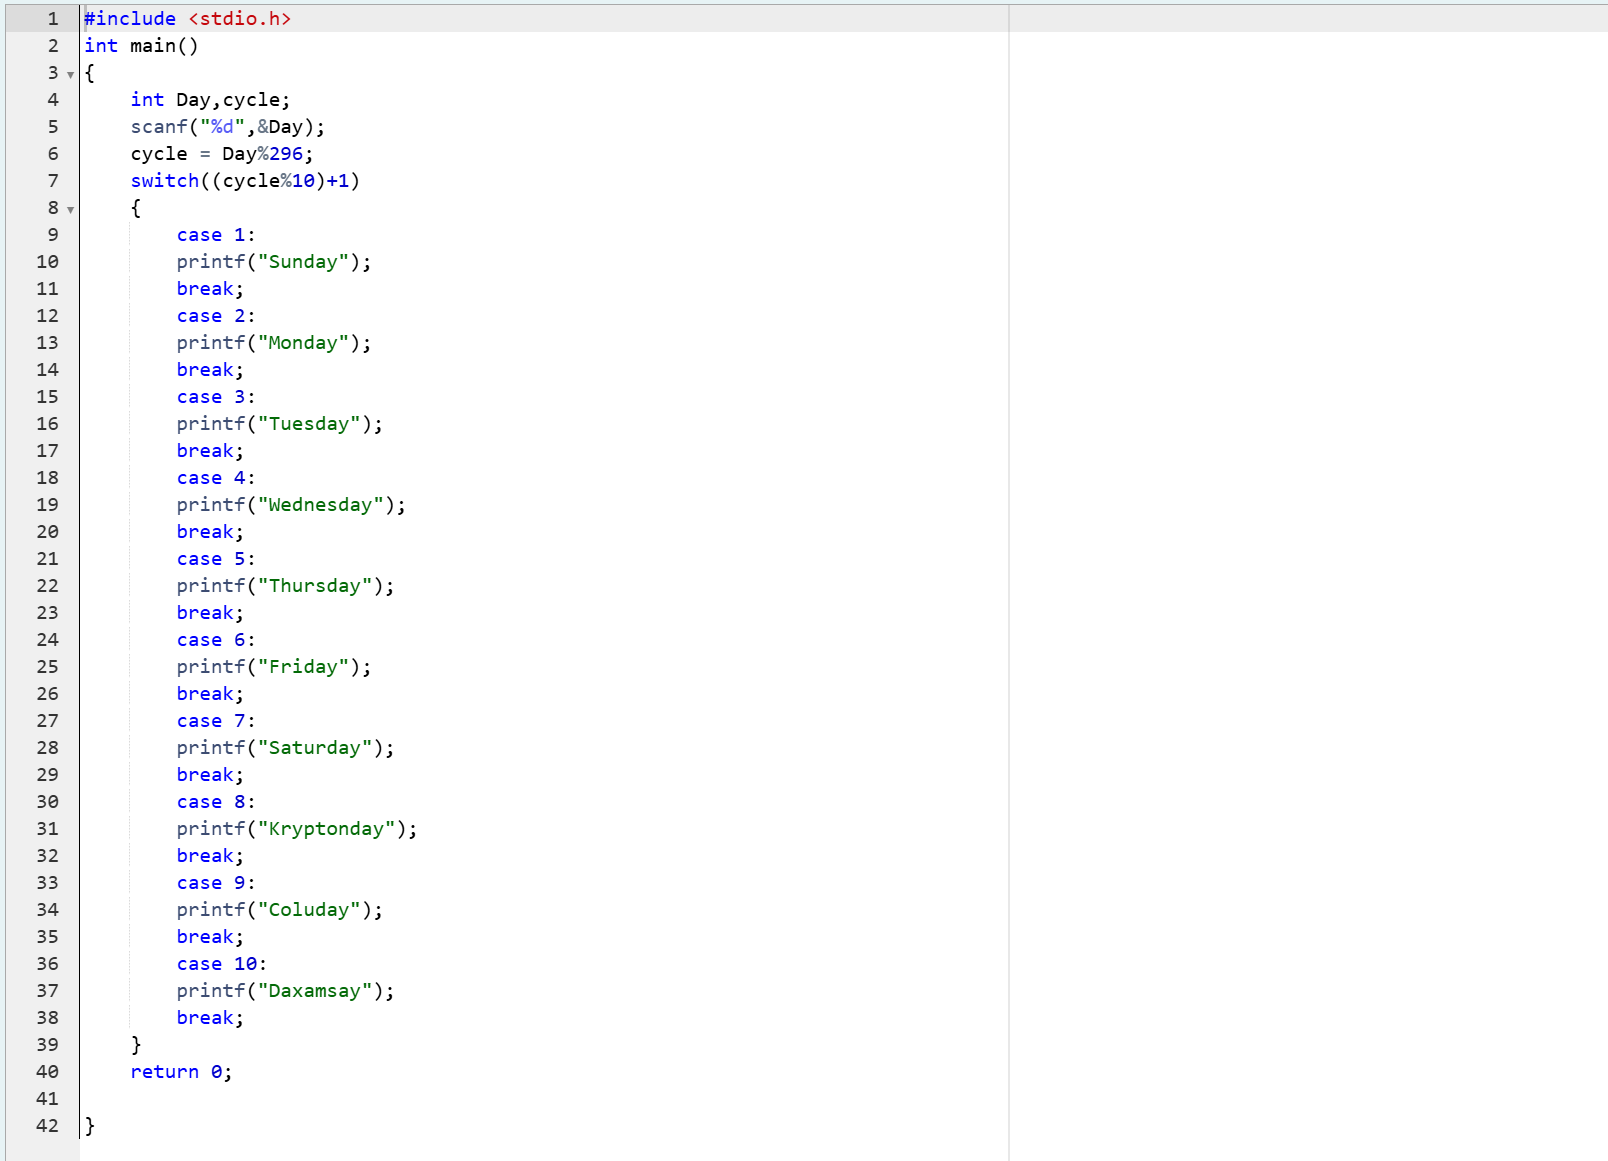 1 #include <stdio.h>
2 int main()
3 {
4 int Day,cycle;
5 scanf("%d",&Day);
6 cycle = Day%296;
7 switch((cycle%10)+1)
8 {
9 case 1:
10 printf("Sunday");
11 break;
12 case 2:
13 printf("Monday");
14 break;
15 case 3:
16 printf("Tuesday");
17 break;
18 case 4:
19 printf("Wednesday");
20 break;
21 case 5:
22 printf("Thursday");
23 break;
24 case 6:
25 printf("Friday");
26 break;
27 case 7:
28 printf("Saturday");
29 break;
30 case 8:
31 printf("Kryptonday");
32 break;
33 case 9:
34 printf("Coluday");
35 break;
36 case 10:
37 printf("Daxamsay");
38 break;
39 }
40 return 0;
41
42 }